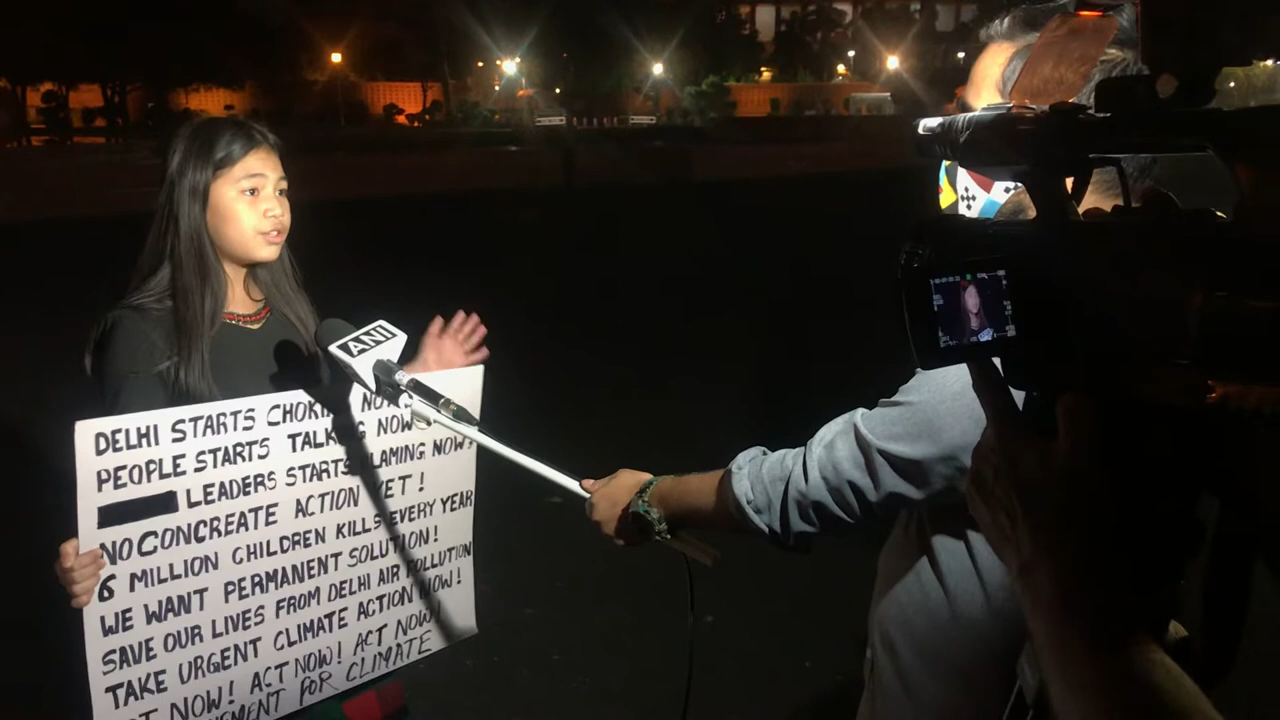 ANI
DELHI STARTS CHOKI NOW
PEOPLE STARTS TALKING NOW
LEADERS STARTS BLAMING NOW!
NO CONCREATE ACTION YET!
6 MILLION CHILDREN KILLS EVERY YEAR
WE WANT PERMANENT SOLUTION!
SAVE OUR LIVES FROM DELHI AIR POLLUTION
TAKE URGENT CLIMATE ACTION NOW!
NOW! ACT NOW! ACT NOW!
FOR CLIMATE